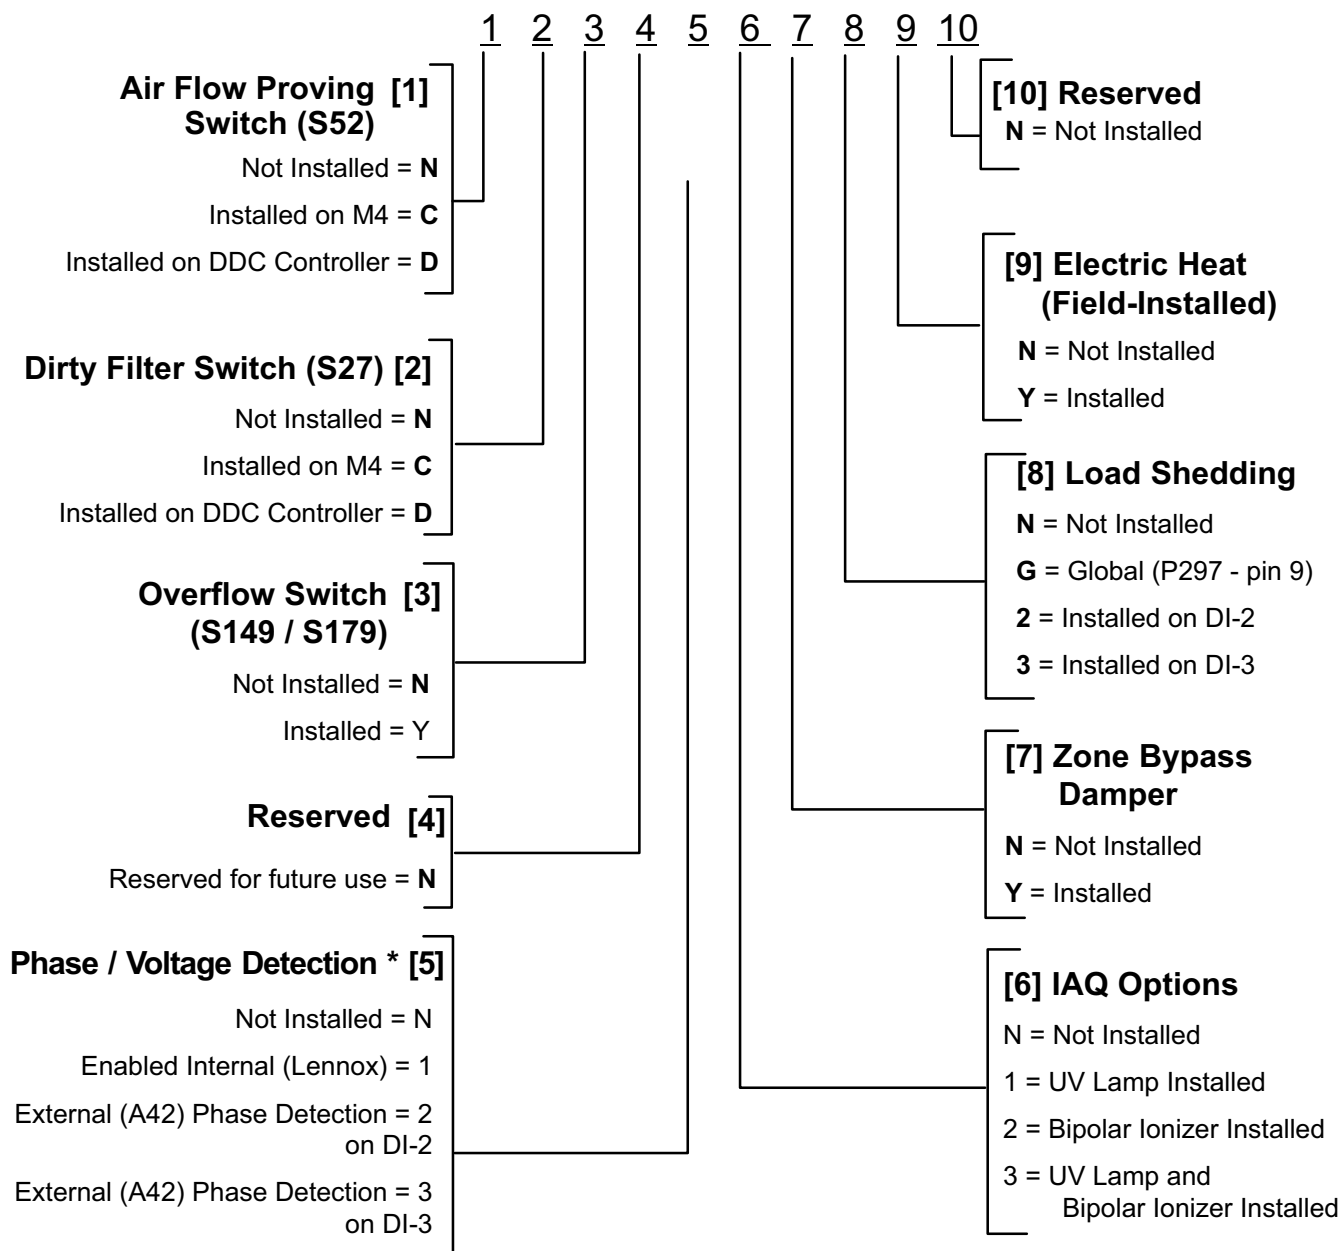 1 2 3 4 5 6 7 8 9 10
Air Flow Proving [1]
Switch (S52)
Not Installed = N
Installed on M4 = C
Installed on DDC Controller = D
Dirty Filter Switch (S27) [2]
Not Installed = N
Installed on M4 = C
Installed on DDC Controller = D
Overflow Switch [3]
(S149 / S179)
Not Installed = N
Installed = Y
Reserved [4]
Reserved for future use = N
Phase / Voltage Detection * [5]
Not Installed = N
Enabled Internal (Lennox) = 1
External (A42) Phase Detection = 2
on DI-2
External (A42) Phase Detection = 3
on DI-3
[10] Reserved
N = Not Installed
[9] Electric Heat
(Field-Installed)
N = Not Installed
Y = Installed
[8] Load Shedding
N = Not Installed
G = Global (P297 - pin 9)
2 = Installed on DI-2
3 = Installed on DI-3
[7] Zone Bypass
Damper
N = Not Installed
Y = Installed
[6] IAQ Options
N = Not Installed
1 = UV Lamp Installed
2 = Bipolar Ionizer Installed
3 = UV Lamp and
Bipolar Ionizer Installed